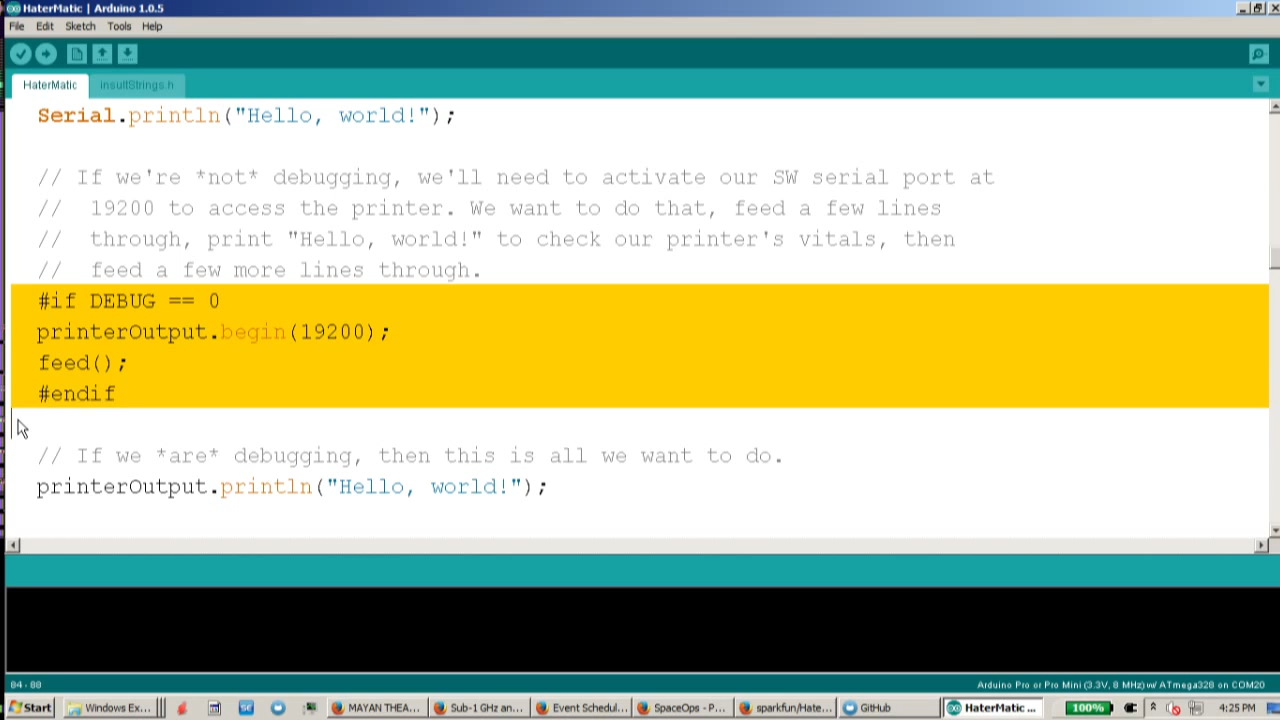 HaterMatic | Arduino 1.0.5
File Edit Sketch Tools Help
HaterMatic insultStrings.h
Serial.println("Hello, world!");
// If we're *not* debugging, we'll need to activate our SW serial port at
//  19200 to access the printer. We want to do that, feed a few lines
//  through, print "Hello, world!" to check our printer's vitals, then
//  feed a few more lines through.
#if DEBUG == 0
printerOutput.begin(19200);
feed();
#endif
// If we *are* debugging, then this is all we want to do.
printerOutput.println("Hello, world!");
84 - 88 Arduino Pro or Pro Mini (3.3V, 8 MHz) w/ ATmega328 on COM20
Start Windows Ex... MAYAN THEA... Sub-1 GHz an... Event Schedul... SpaceOps - P... sparkfun/Hate... GitHub HaterMatic ... 100% 4:25 PM